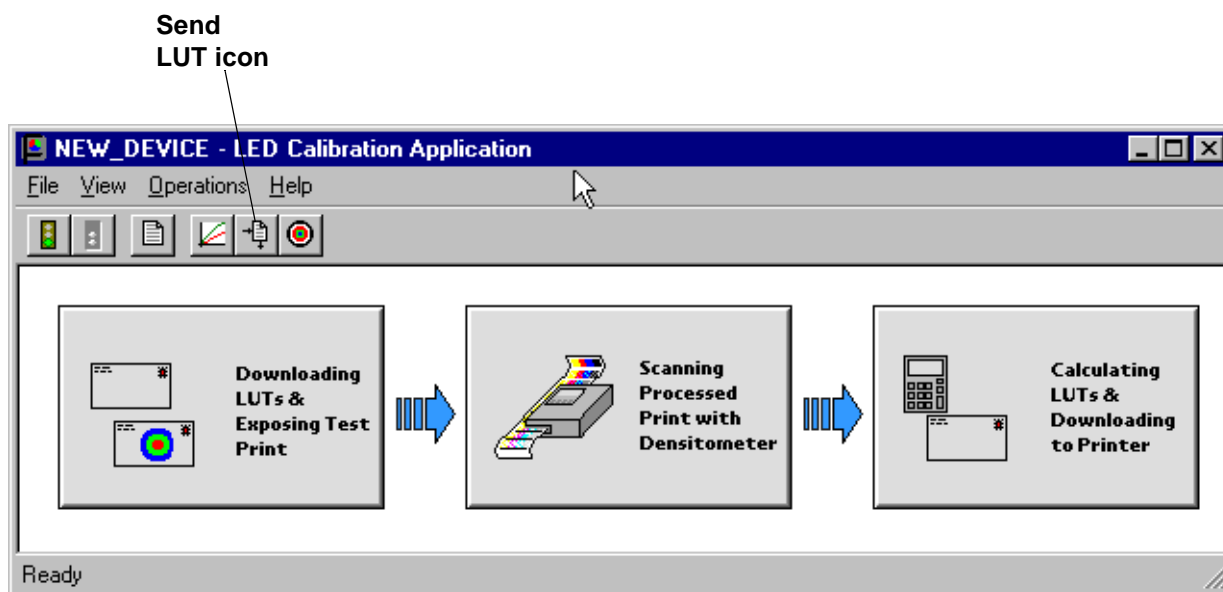 Send
LUT icon
NEW_DEVICE - LED Calibration Application
File View Operations Help
Downloading
LUTs &
Exposing Test
Print
Scanning
Processed
Print with
Densitometer
Calculating
LUTs &
Downloading
to Printer
Ready